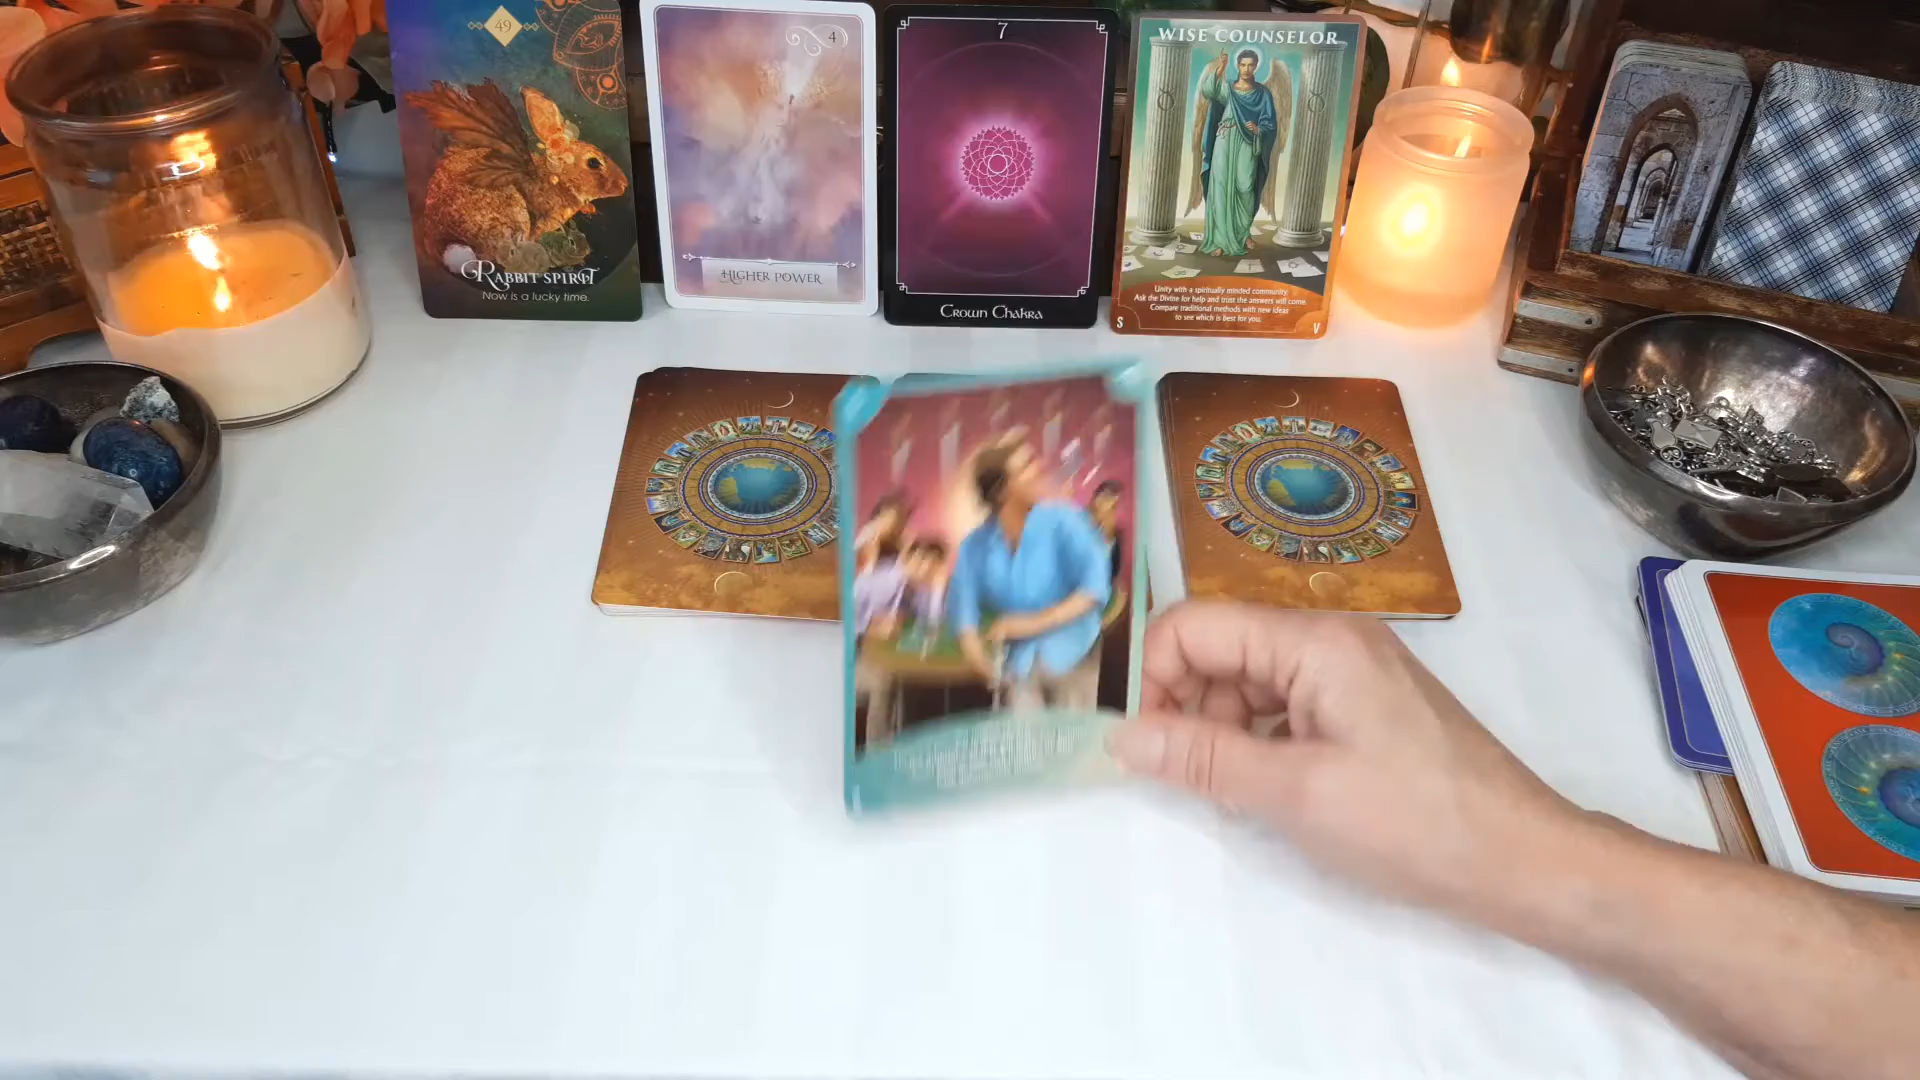 49
RABBIT SPIRIT
Now is a lucky time.
4
HIGHER POWER
7
CROWN CHAKRA
WISE COUNSELOR
Unity with a spiritually minded community.
Ask the Divine for help and trust the answers will come.
Compare traditional methods with new ideas
to see which is best for you.
S V